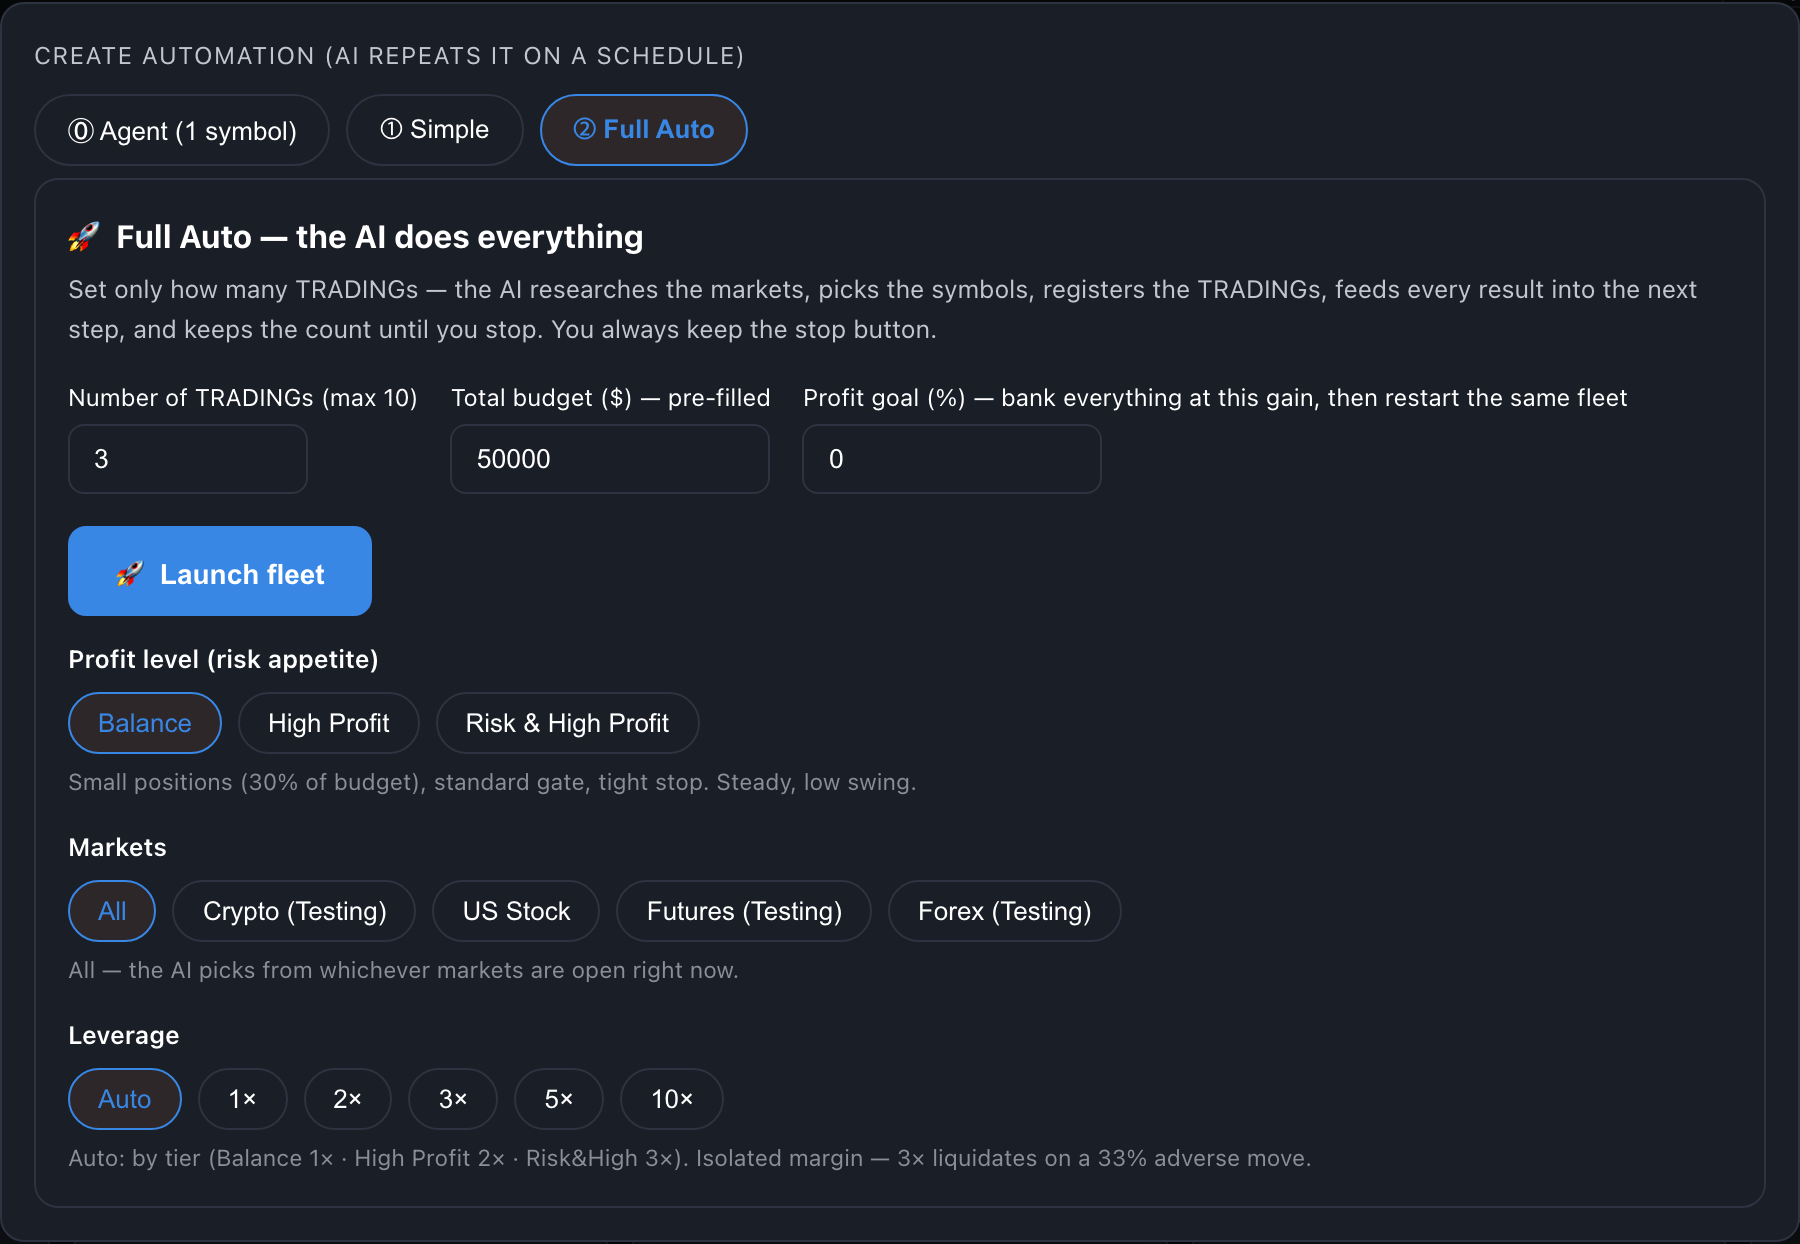 CREATE AUTOMATION (AI REPEATS IT ON A SCHEDULE)
⓪ Agent (1 symbol)
① Simple
② Full Auto
🚀 Full Auto — the AI does everything
Set only how many TRADINGs — the AI researches the markets, picks the symbols, registers the TRADINGs, feeds every result into the next
step, and keeps the count until you stop. You always keep the stop button.
Number of TRADINGs (max 10)
3
Total budget ($) — pre-filled
50000
Profit goal (%) — bank everything at this gain, then restart the same fleet
0
🚀 Launch fleet
Profit level (risk appetite)
Balance
High Profit
Risk & High Profit
Small positions (30% of budget), standard gate, tight stop. Steady, low swing.
Markets
All
Crypto (Testing)
US Stock
Futures (Testing)
Forex (Testing)
All — the AI picks from whichever markets are open right now.
Leverage
Auto
1×
2×
3×
5×
10×
Auto: by tier (Balance 1× · High Profit 2× · Risk&High 3×). Isolated margin — 3× liquidates on a 33% adverse move.